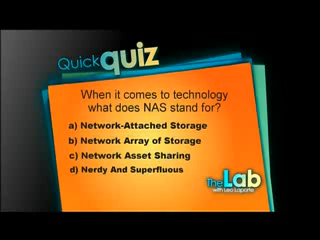 Quick quiz
When it comes to technology
what does NAS stand for?
a) Network-Attached Storage
b) Network Array of Storage
c) Network Asset Sharing
d) Nerdy And Superfluous
The Lab
with Leo Laporte